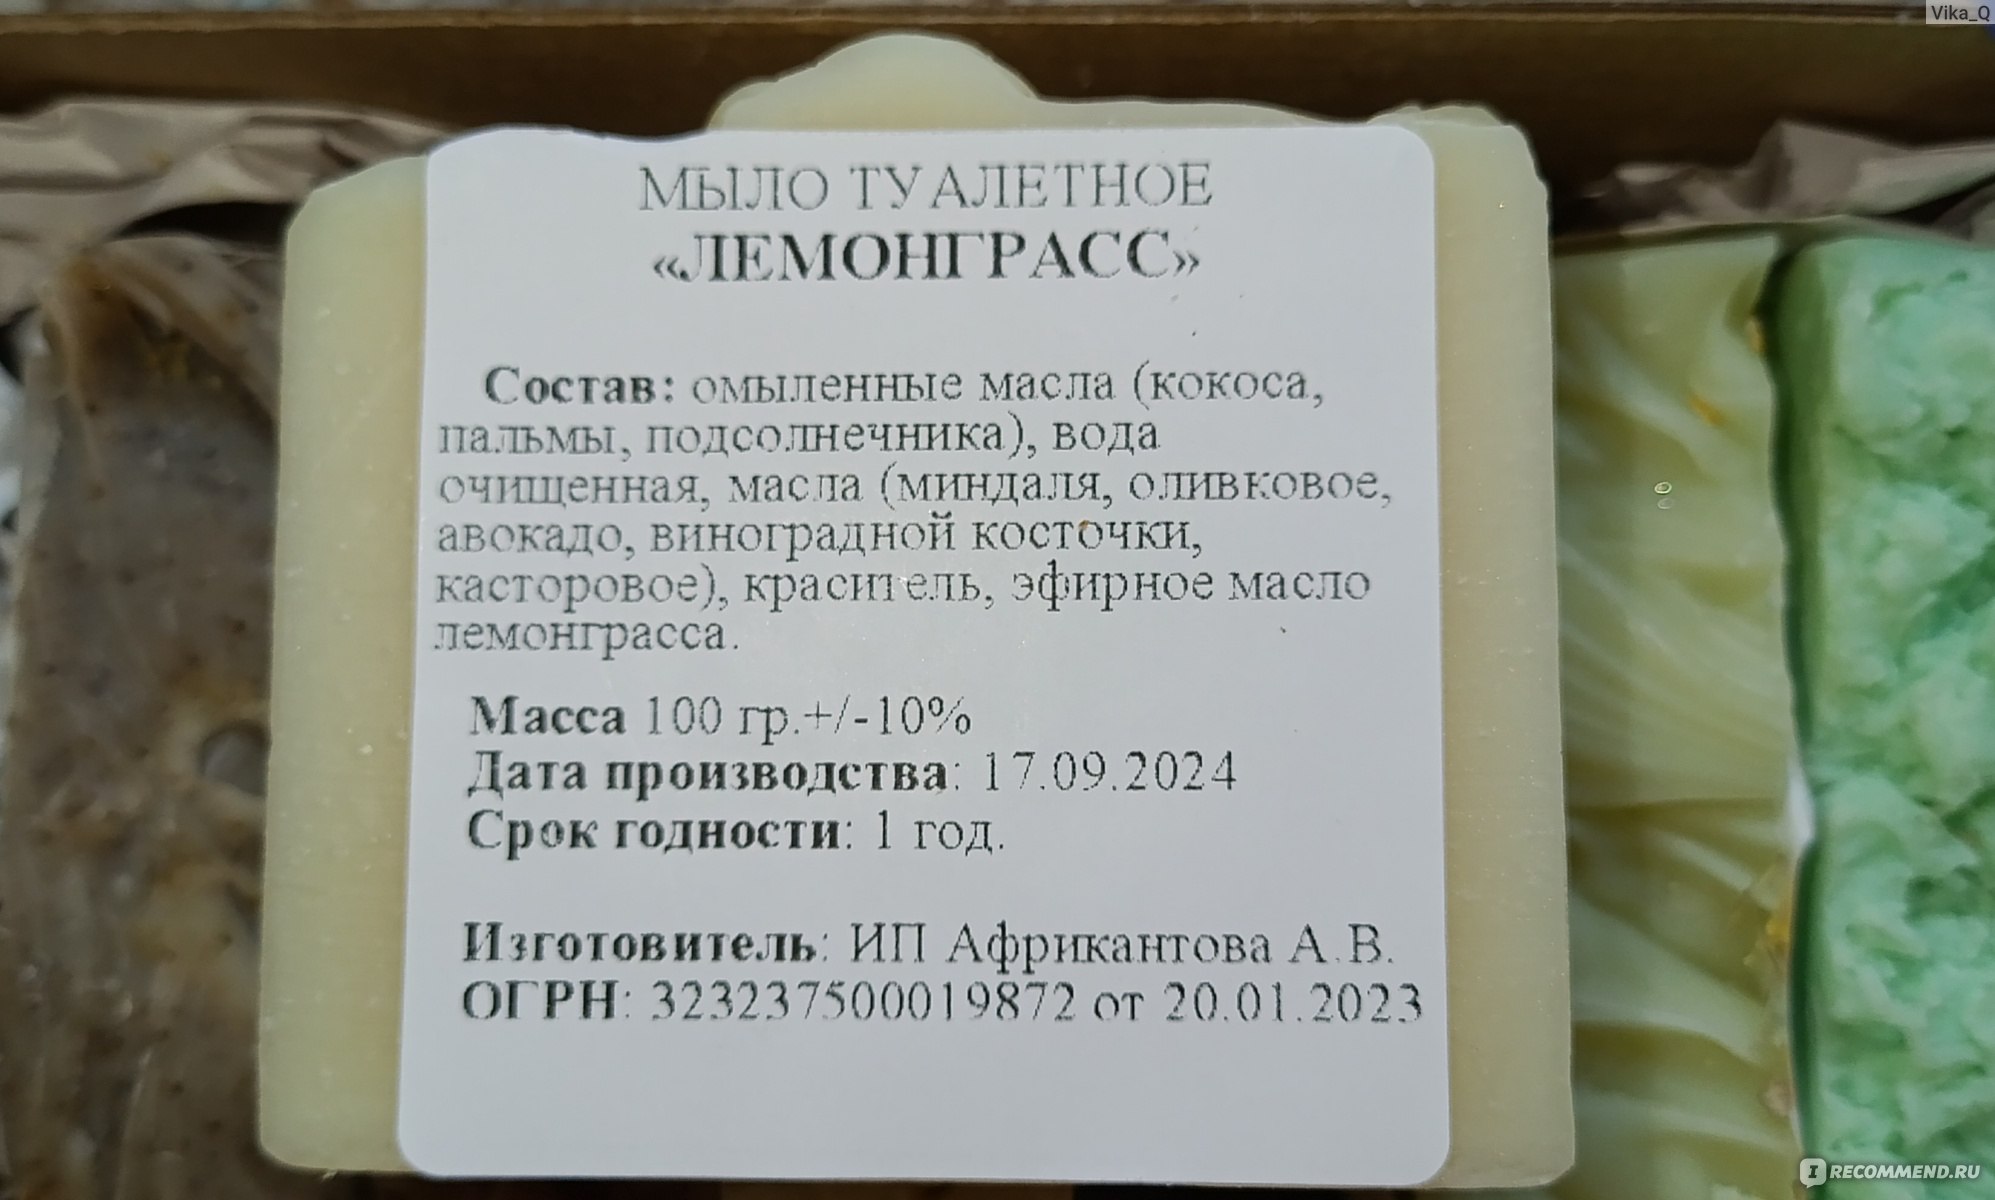 Vika_Q
МЫЛО ТУАЛЕТНОЕ
«ЛЕМОНГРАСС»
Состав: омыленные масла (кокоса,
пальмы, подсолнечника), вода
очищенная, масла (миндаля, оливковое,
авокадо, виноградной косточки,
касторовое), краситель, эфирное масло
лемонграсса.
Масса 100 гр.+/-10%
Дата производства: 17.09.2024
Срок годности: 1 год.
Изготовитель: ИП Африкантова А.В.
ОГРН: 323237500019872 от 20.01.2023
IRECOMMEND.RU